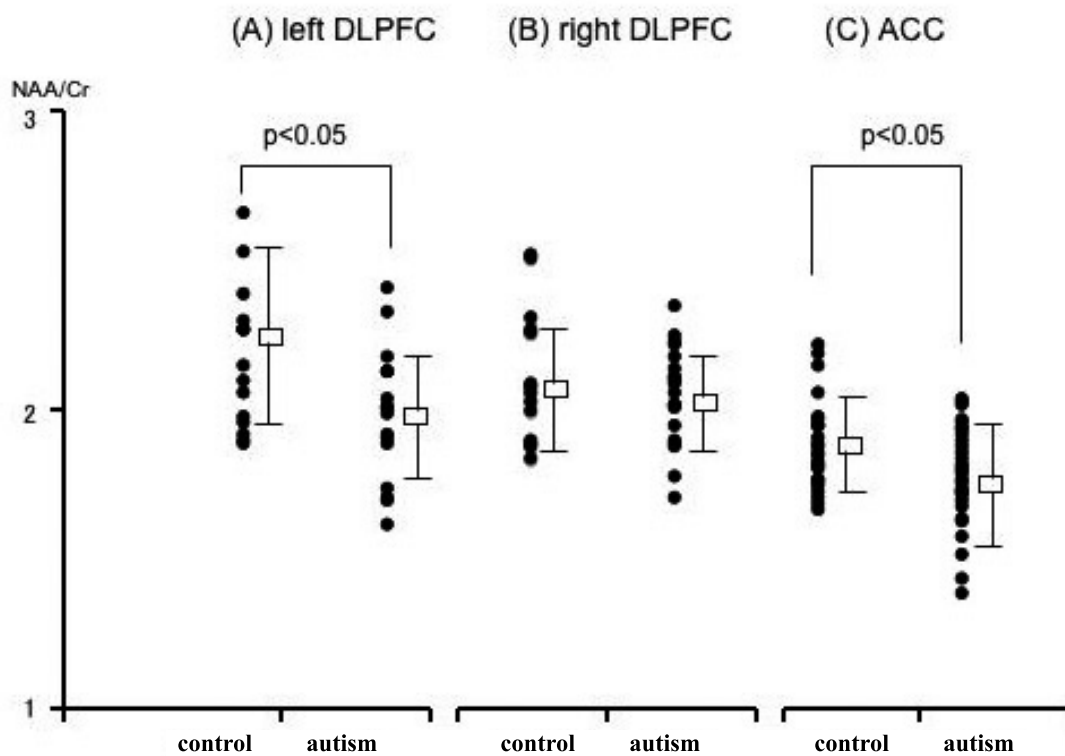 (A) left DLPFC (B) right DLPFC (C) ACC
NAA/Cr
3
p<0.05 p<0.05
2
1
control autism control autism control autism